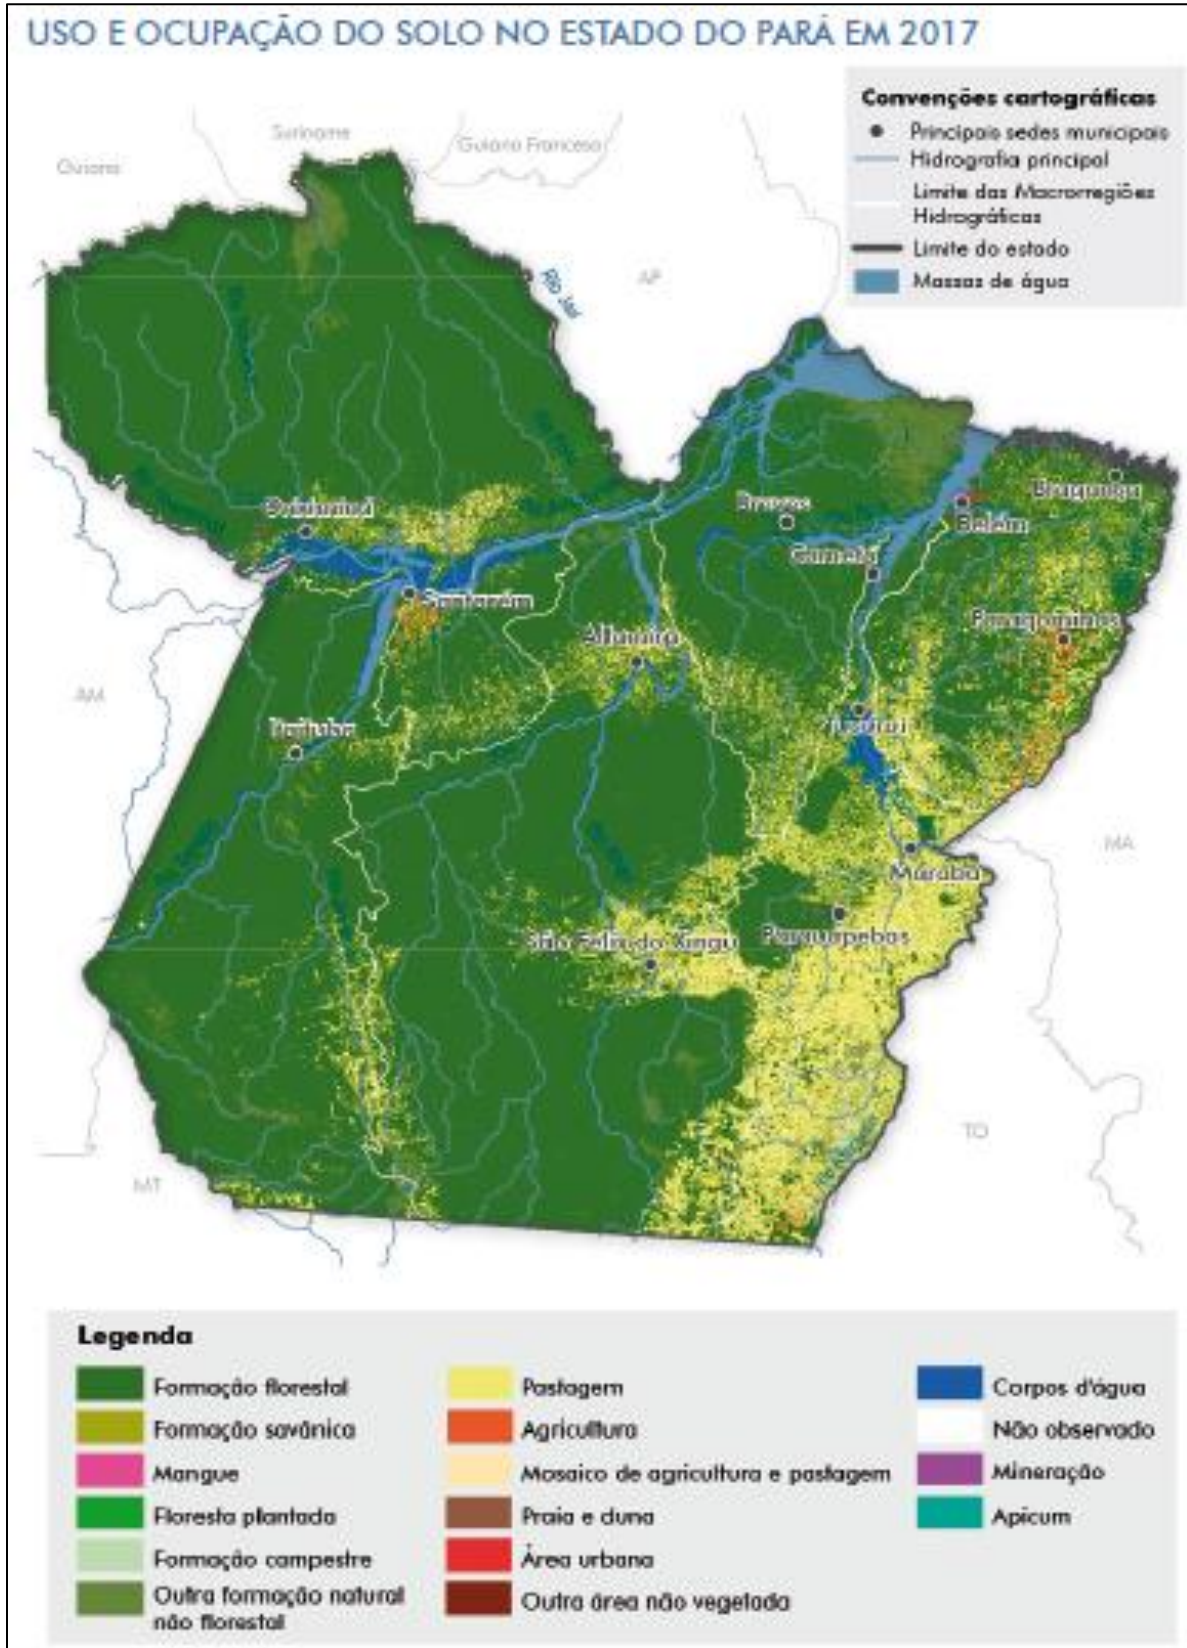 USO E OCUPAÇÃO DO SOLO NO ESTADO DO PARÁ EM 2017
Convenções cartográficas
Principais sedes municipais
Hidrografia principal
Limite das Macrorregiões
Hidrográficas
Limite do estado
Massas de água
Suriname
Guiana Francesa
Guiana
AP
Rio Jari
Oriximiná
Breves
Bragança
Belém
Cametá
Santarém
Altamira
Paragominas
AM
Itaituba
Tucuruí
MA
Marabá
São Félix do Xingu
Parauapebas
TO
MT
Legenda
Formação florestal
Formação savânica
Mangue
Floresta plantada
Formação campestre
Outra formação natural
não florestal
Pastagem
Agricultura
Mosaico de agricultura e pastagem
Praia e duna
Área urbana
Outra área não vegetada
Corpos d'água
Não observado
Mineração
Apicum